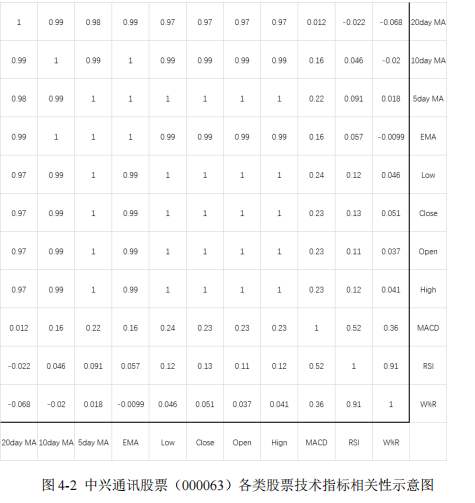 1 0.99 0.98 0.99 0.97 0.97 0.97 0.97 0.012 -0.022 -0.068 20day MA
0.99 1 0.99 1 0.99 0.99 0.99 0.99 0.16 0.046 -0.02 10day MA
0.98 0.99 1 1 1 1 1 1 0.22 0.091 0.018 5day MA
0.99 1 1 1 0.99 0.99 0.99 0.99 0.16 0.057 -0.0099 EMA
0.97 0.99 1 0.99 1 1 1 1 0.24 0.12 0.046 Low
0.97 0.99 1 0.99 1 1 1 1 0.23 0.13 0.051 Close
0.97 0.99 1 0.99 1 1 1 1 0.23 0.11 0.037 Open
0.97 0.99 1 0.99 1 1 1 1 0.23 0.12 0.041 High
0.012 0.16 0.22 0.16 0.24 0.23 0.23 0.23 1 0.52 0.36 MACD
-0.022 0.046 0.091 0.057 0.12 0.13 0.11 0.12 0.52 1 0.91 RSI
-0.068 -0.02 0.018 -0.0099 0.046 0.051 0.037 0.041 0.36 0.91 1 W%R
20day MA 10day MA 5day MA EMA Low Close Open High MACD RSI W%R
图 4-2 中兴通讯股票（000063）各类股票技术指标相关性示意图